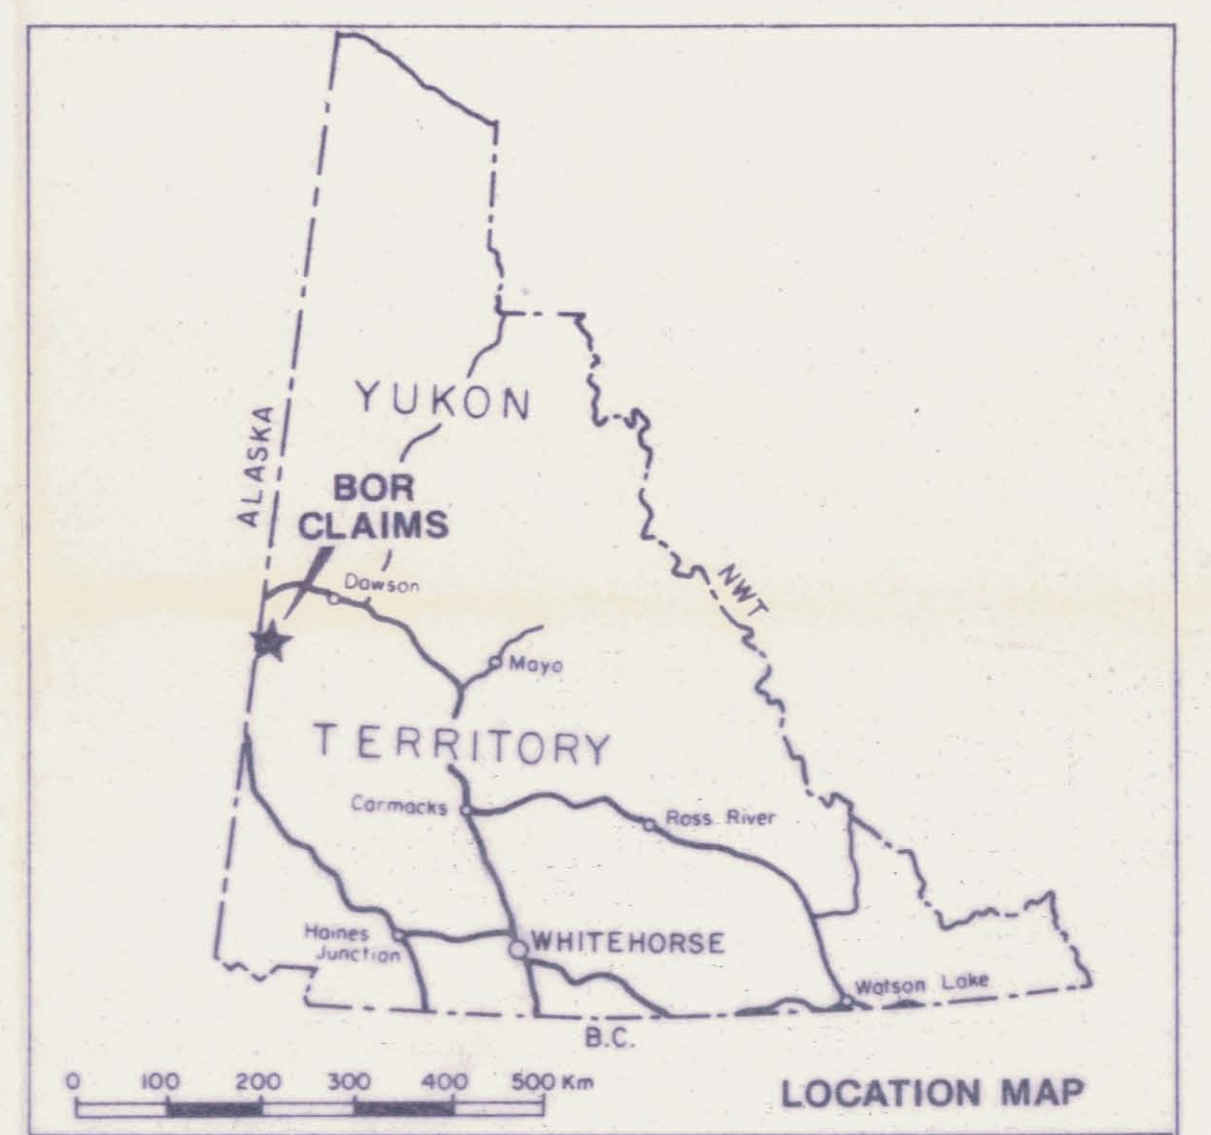 YUKON
ALASKA
BOR
CLAIMS
Dawson
NWT
Mayo
TERRITORY
Carmacks
Ross River
Haines
Junction
WHITEHORSE
Watson Lake
B.C.
0 100 200 300 400 500 Km
LOCATION MAP